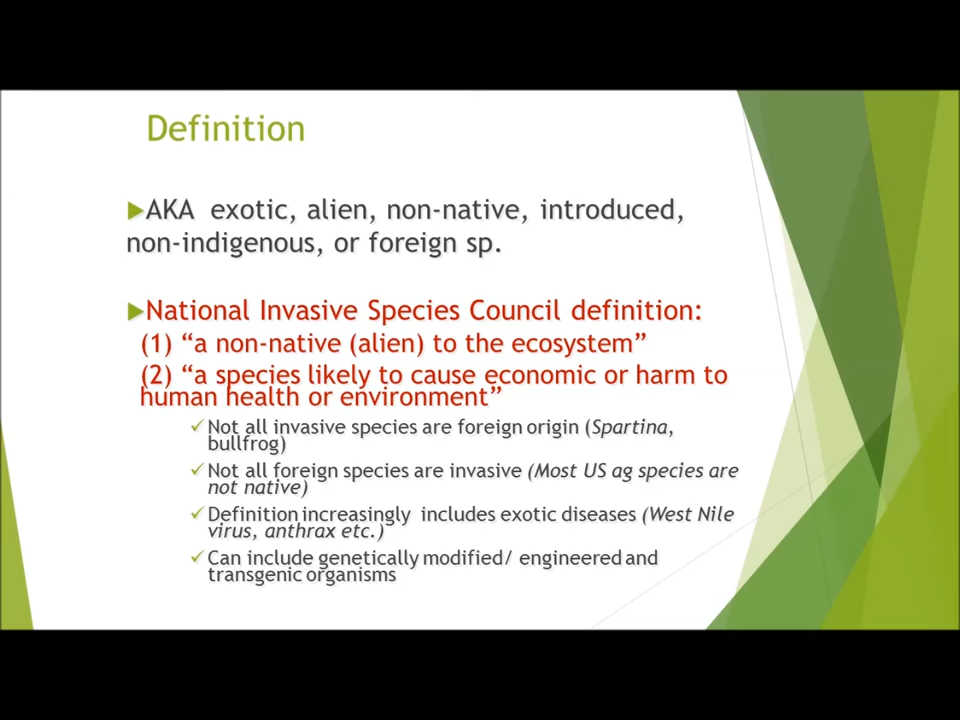 Definition
AKA exotic, alien, non-native, introduced,
non-indigenous, or foreign sp.
National Invasive Species Council definition:
(1) “a non-native (alien) to the ecosystem”
(2) “a species likely to cause economic or harm to
human health or environment”
✓Not all invasive species are foreign origin (Spartina,
bullfrog)
✓Not all foreign species are invasive (Most US ag species are
not native)
✓Definition increasingly includes exotic diseases (West Nile
virus, anthrax etc.)
✓Can include genetically modified/ engineered and
transgenic organisms